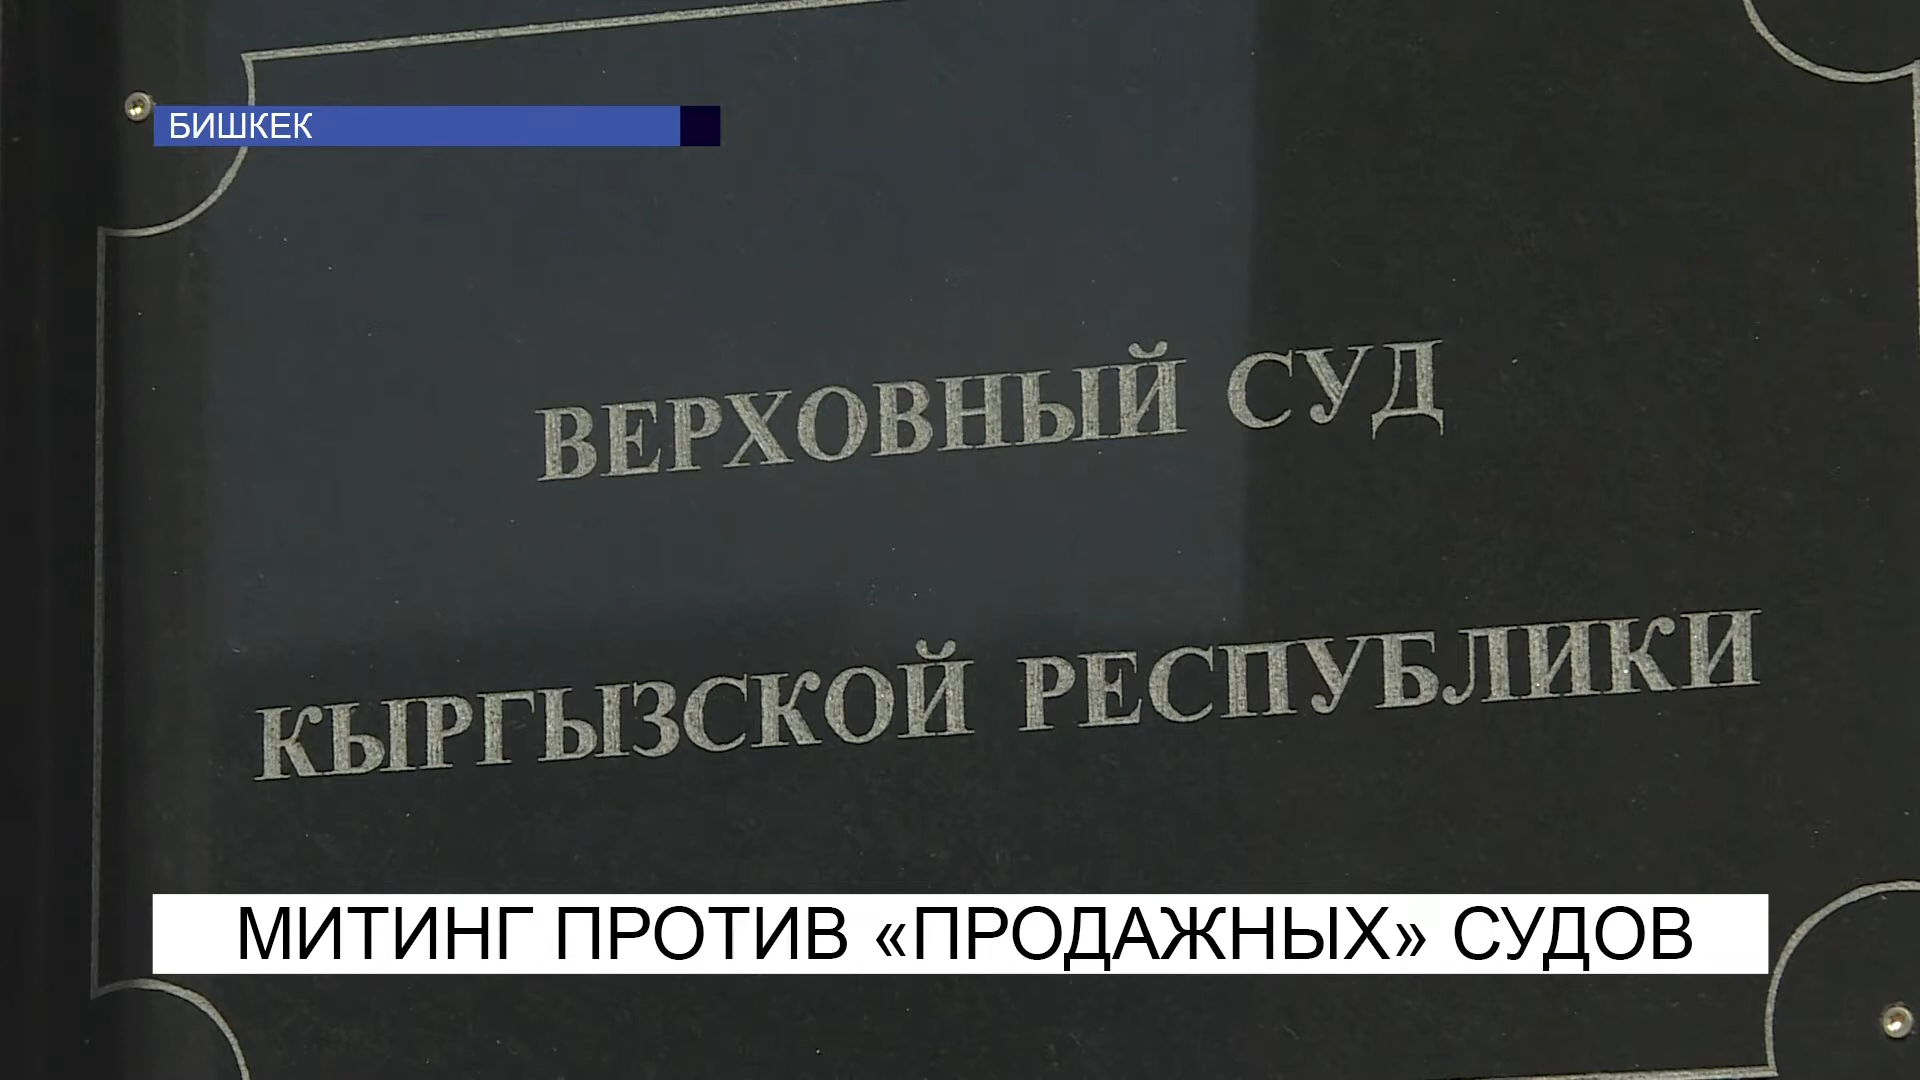 БИШКЕК
ВЕРХОВНЫЙ СУД
КЫРГЫЗСКОЙ РЕСПУБЛИКИ
МИТИНГ ПРОТИВ «ПРОДАЖНЫХ» СУДОВ